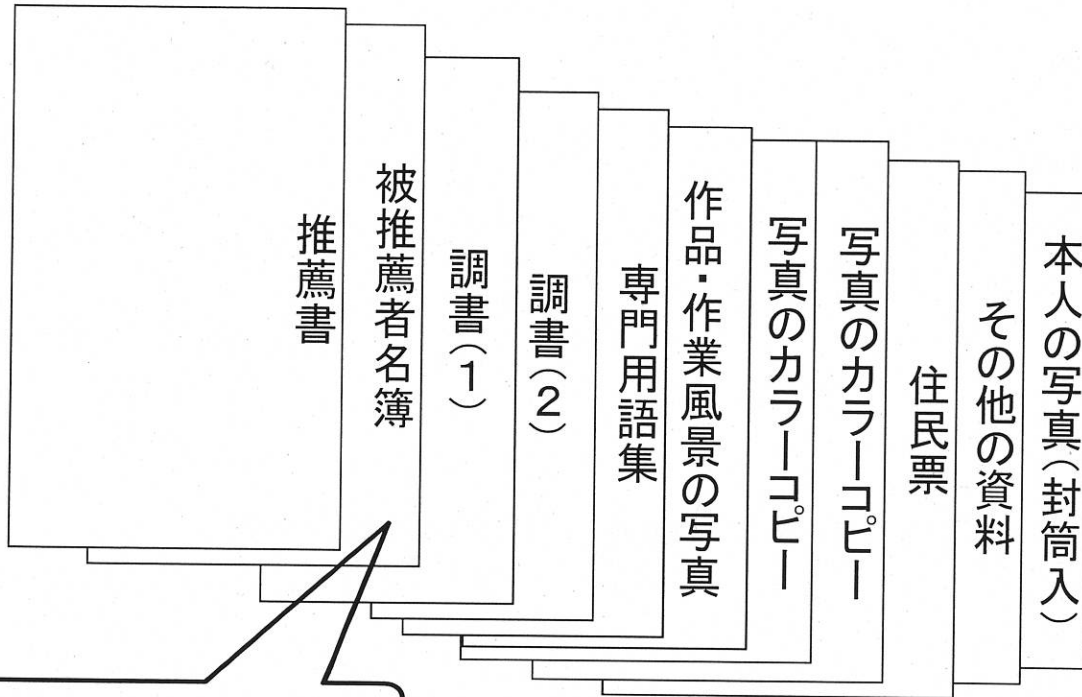 推薦書
被推薦者名簿
調書(1)
調書(2)
専門用語集
作品・作業風景の写真
写真のカラーコピー
写真のカラーコピー
住民票
その他の資料
本人の写真(封筒入)